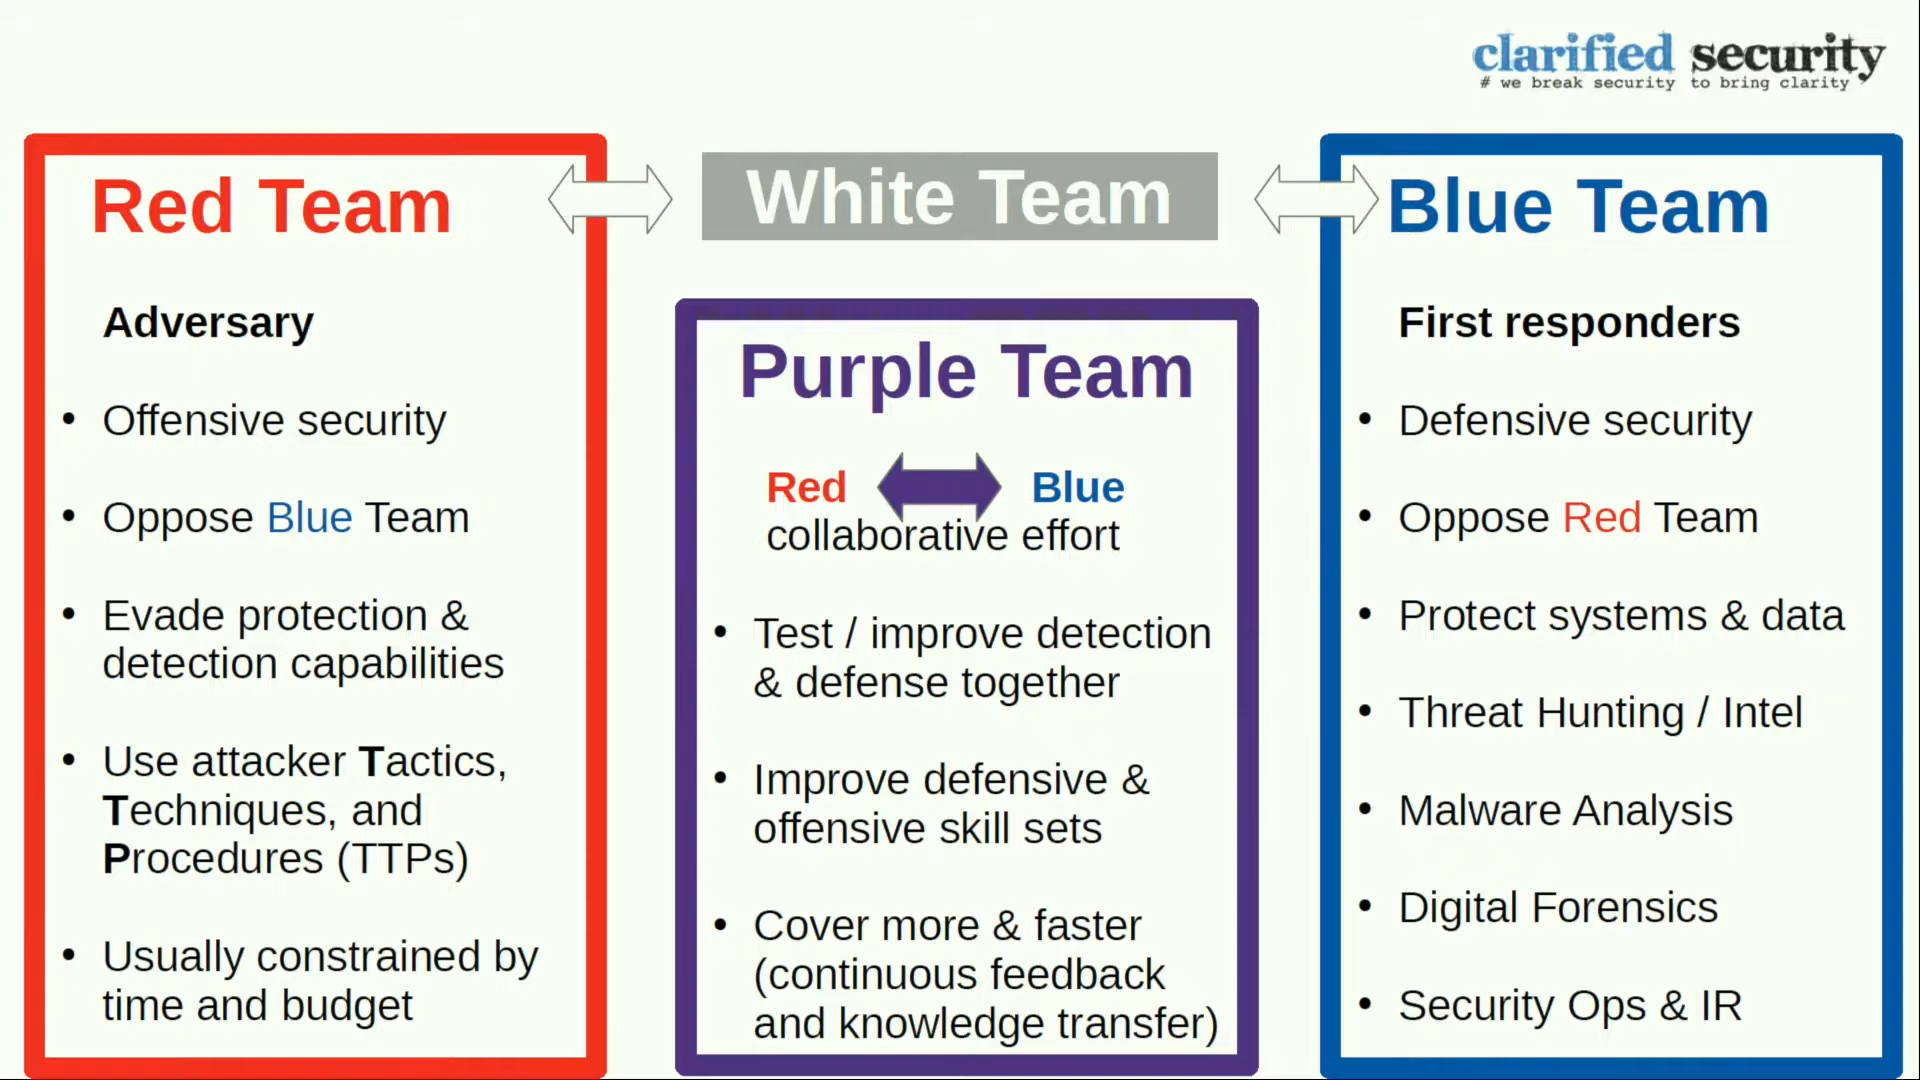 clarified security
# we break security to bring clarity
Red Team
Adversary
• Offensive security
• Oppose Blue Team
• Evade protection &
detection capabilities
• Use attacker Tactics,
Techniques, and
Procedures (TTPs)
• Usually constrained by
time and budget
White Team
Purple Team
Red Blue
collaborative effort
• Test / improve detection
& defense together
• Improve defensive &
offensive skill sets
• Cover more & faster
(continuous feedback
and knowledge transfer)
Blue Team
First responders
• Defensive security
• Oppose Red Team
• Protect systems & data
• Threat Hunting / Intel
• Malware Analysis
• Digital Forensics
• Security Ops & IR